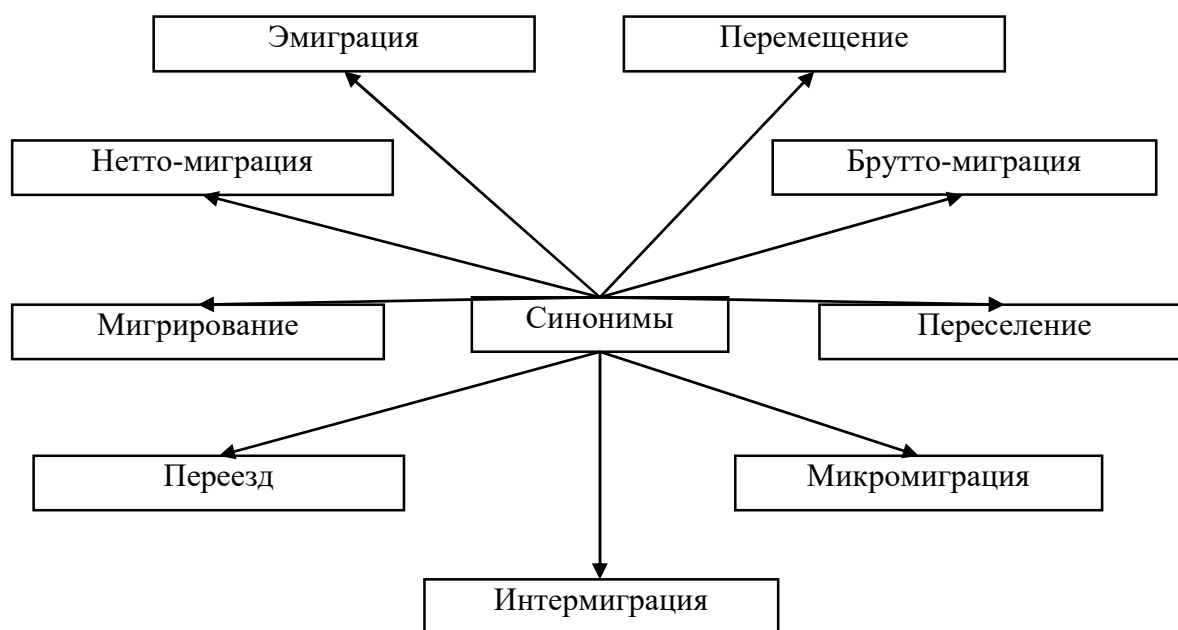 Эмиграция
Перемещение
Нетто-миграция
Брутто-миграция
Мигрирование
Синонимы
Переселение
Переезд
Микромиграция
Интермиграция